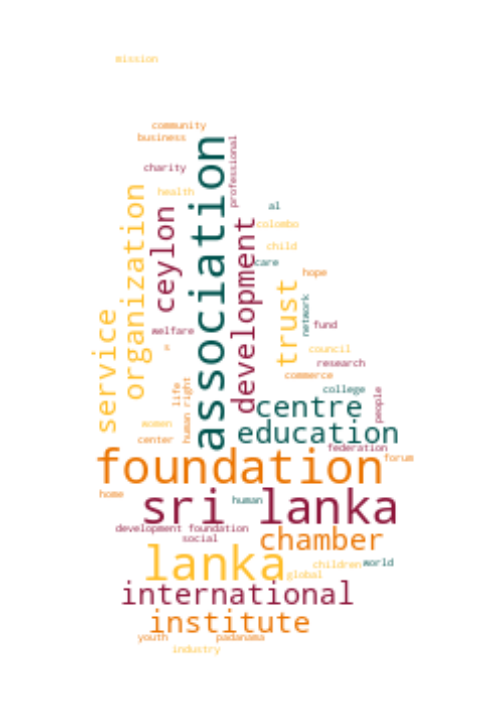 mission
community
business
charity
professional
health
organization
ceylon
association
al
colombo
development
child
care
hope
trust
network
service
fund
welfare
s
council
research
commerce
life
human right
college
people
centre
women
center
education
federation
foundation
forum
home
sri lanka
human
development foundation
social
chamber
lanka
children
world
global
international
institute
youth
padanama
industry